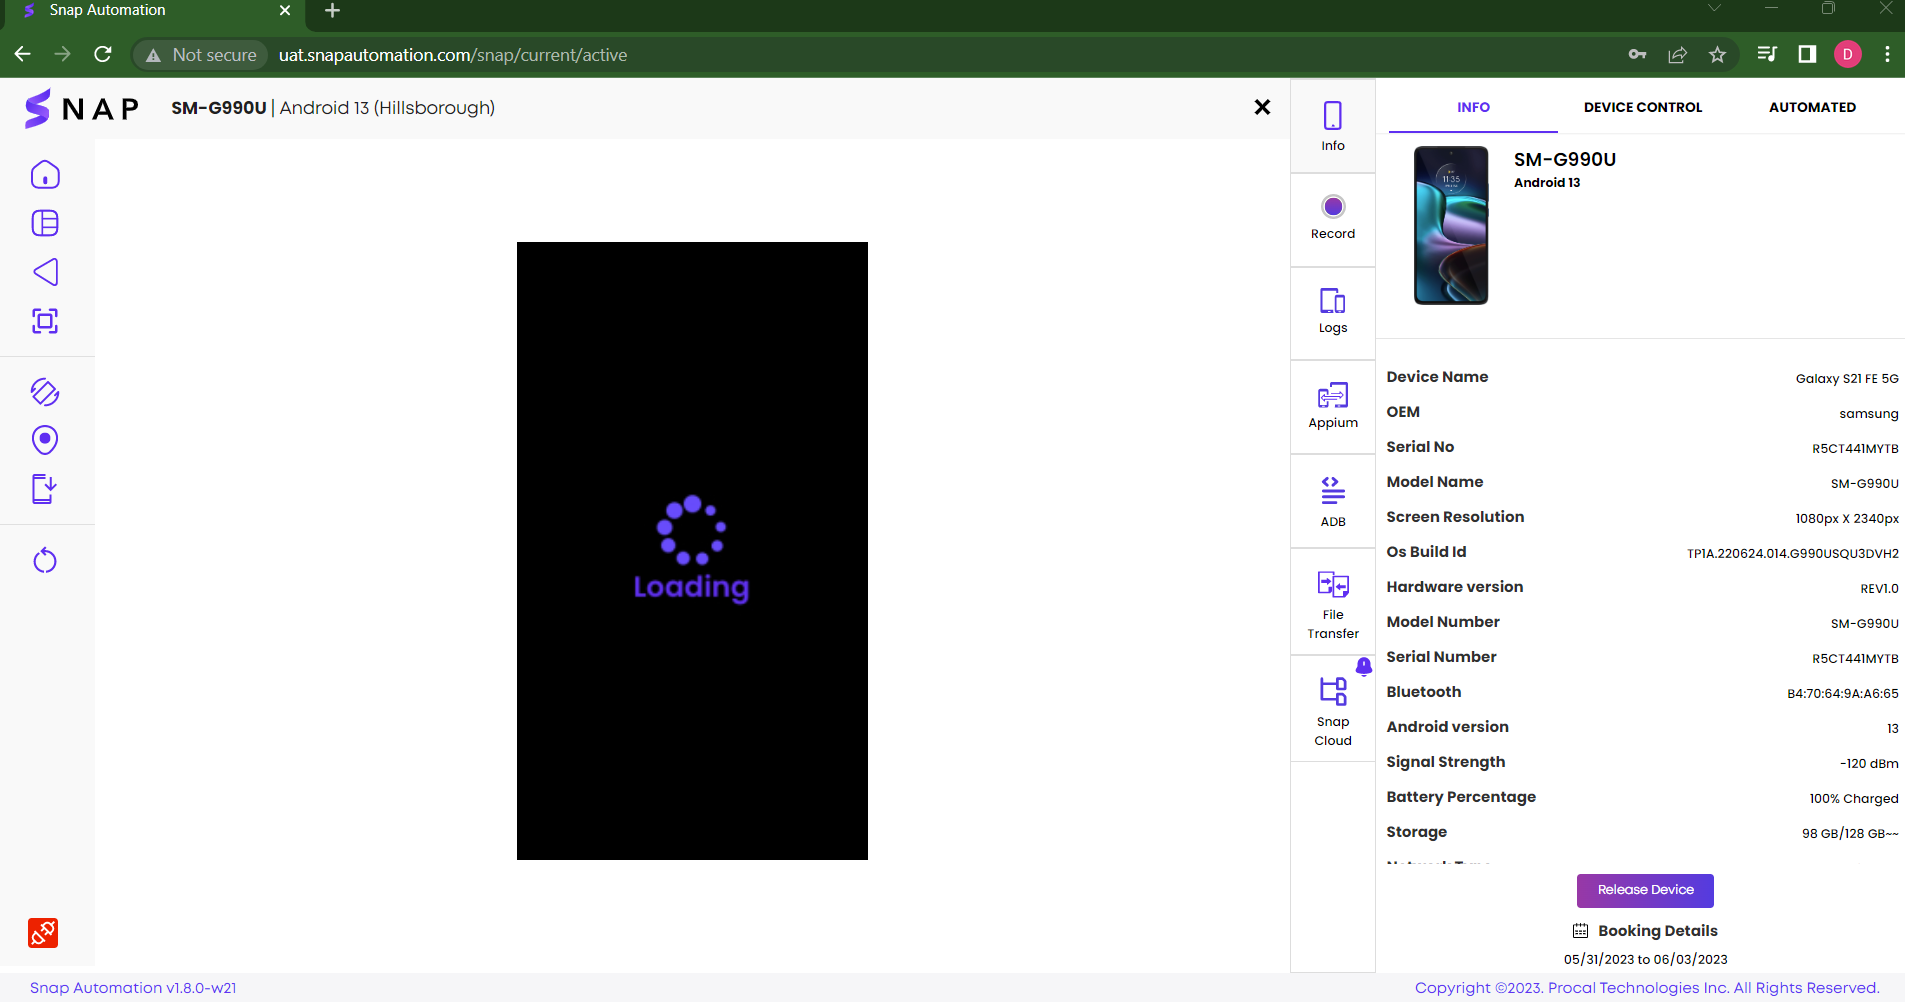 Snap Automation
Not secure
uat.snapautomation.com/snap/current/active
D
SNAP
SM-G990U | Android 13 (Hillsborough)
Info
Record
Logs
Appium
ADB
File
Transfer
Snap
Cloud
Loading
INFO
DEVICE CONTROL
AUTOMATED
11:35
SM-G990U
Android 13
Device Name Galaxy S21 FE 5G
OEM samsung
Serial No R5CT441MYTB
Model Name SM-G990U
Screen Resolution 1080px X 2340px
Os Build Id TP1A.220624.014.G990USQU3DVH2
Hardware version REV1.0
Model Number SM-G990U
Serial Number R5CT441MYTB
Bluetooth B4:70:64:9A:A6:65
Android version 13
Signal Strength -120 dBm
Battery Percentage 100% Charged
Storage 98 GB/128 GB~~
Release Device
Booking Details
05/31/2023 to 06/03/2023
Snap Automation v1.8.0-w21
Copyright ©2023. Procal Technologies Inc. All Rights Reserved.